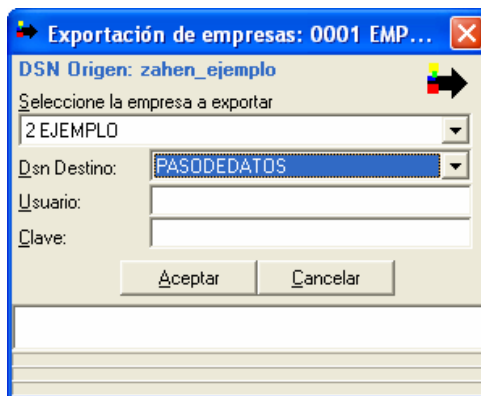 Exportación de empresas: 0001 EMP...
DSN Origen: zahen_ejemplo
Seleccione la empresa a exportar
2 EJEMPLO
Dsn Destino: PASODEDATOS
Usuario:
Clave:
Aceptar Cancelar